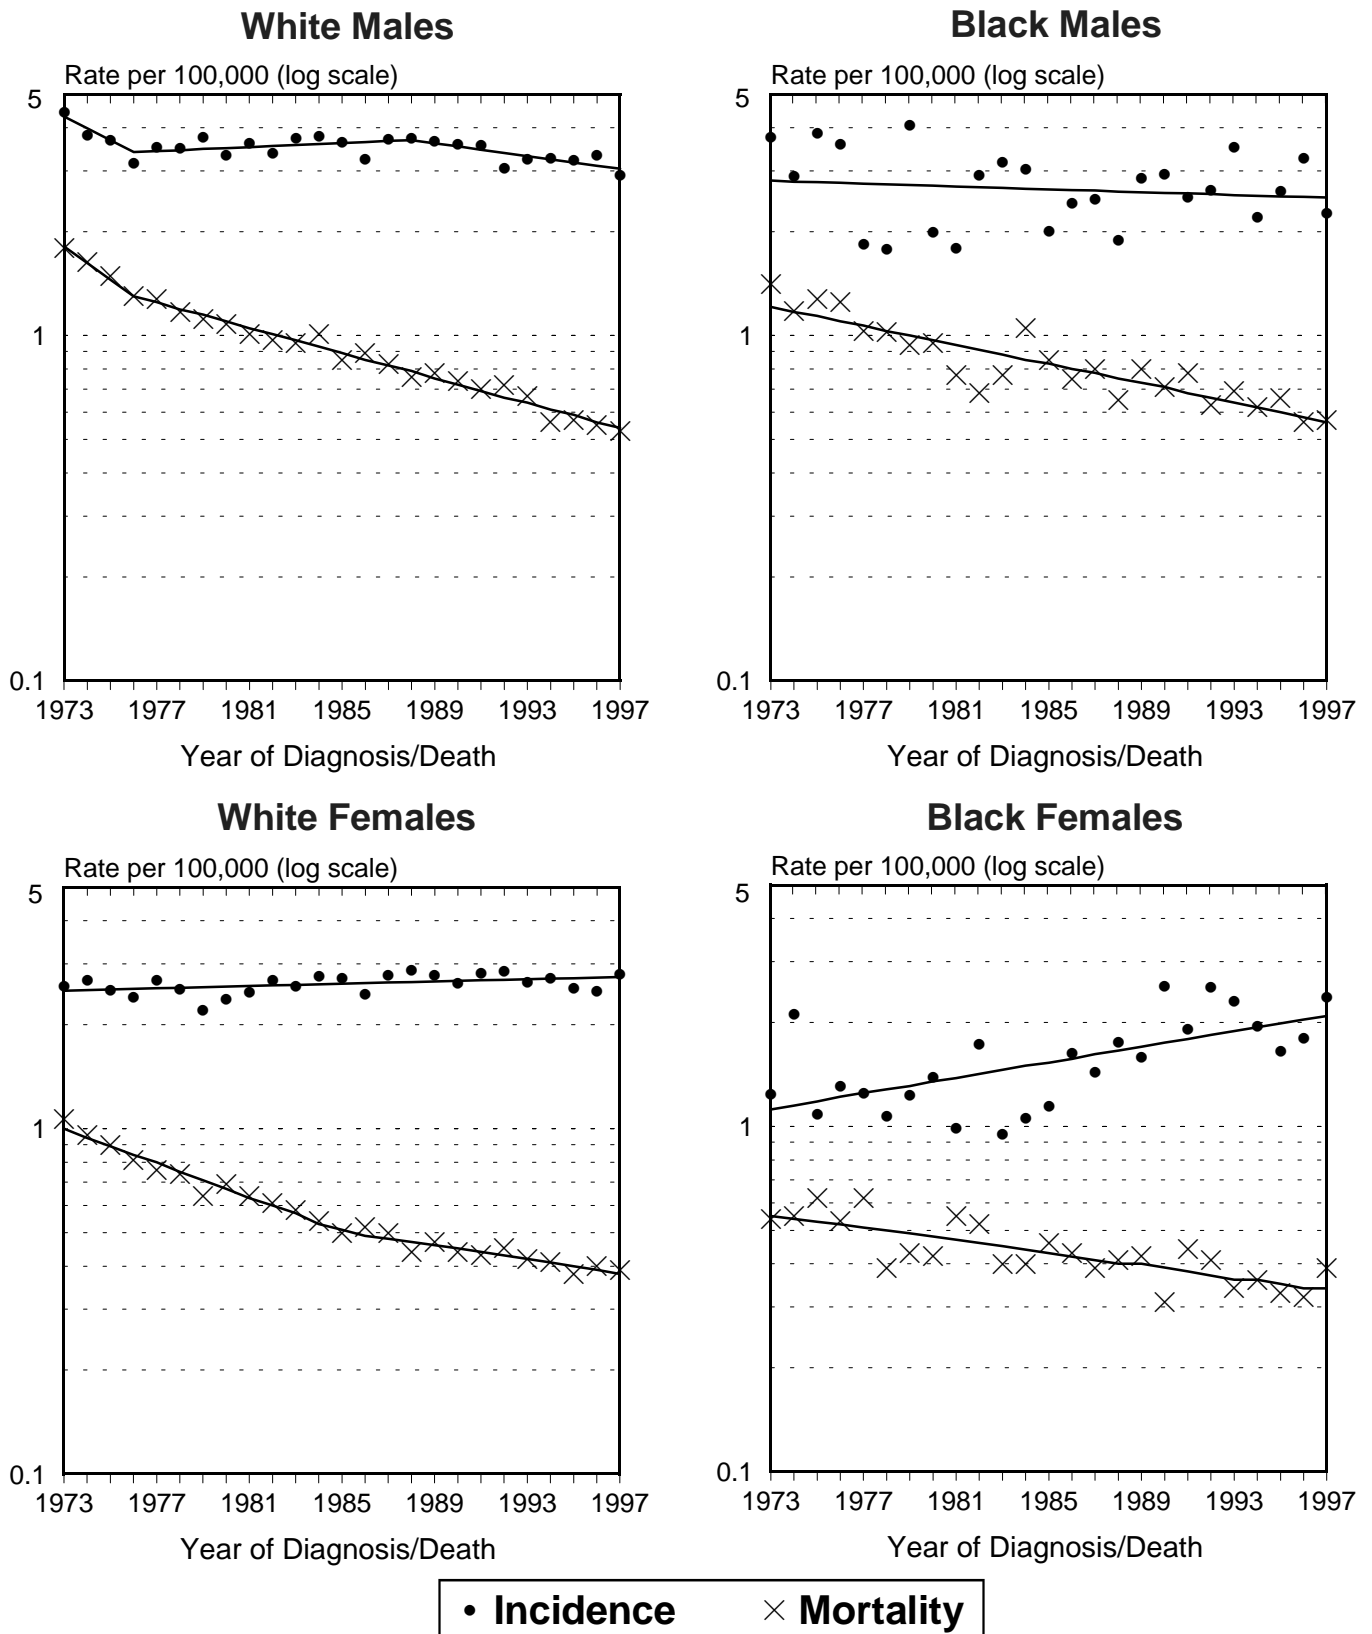 White Males
Rate per 100,000 (log scale)
5
1
0.1
1973 1977 1981 1985 1989 1993 1997
Year of Diagnosis/Death
Black Males
Rate per 100,000 (log scale)
5
1
0.1
1973 1977 1981 1985 1989 1993 1997
Year of Diagnosis/Death
White Females
Rate per 100,000 (log scale)
5
1
0.1
1973 1977 1981 1985 1989 1993 1997
Year of Diagnosis/Death
Black Females
Rate per 100,000 (log scale)
5
1
0.1
1973 1977 1981 1985 1989 1993 1997
Year of Diagnosis/Death
Incidence Mortality